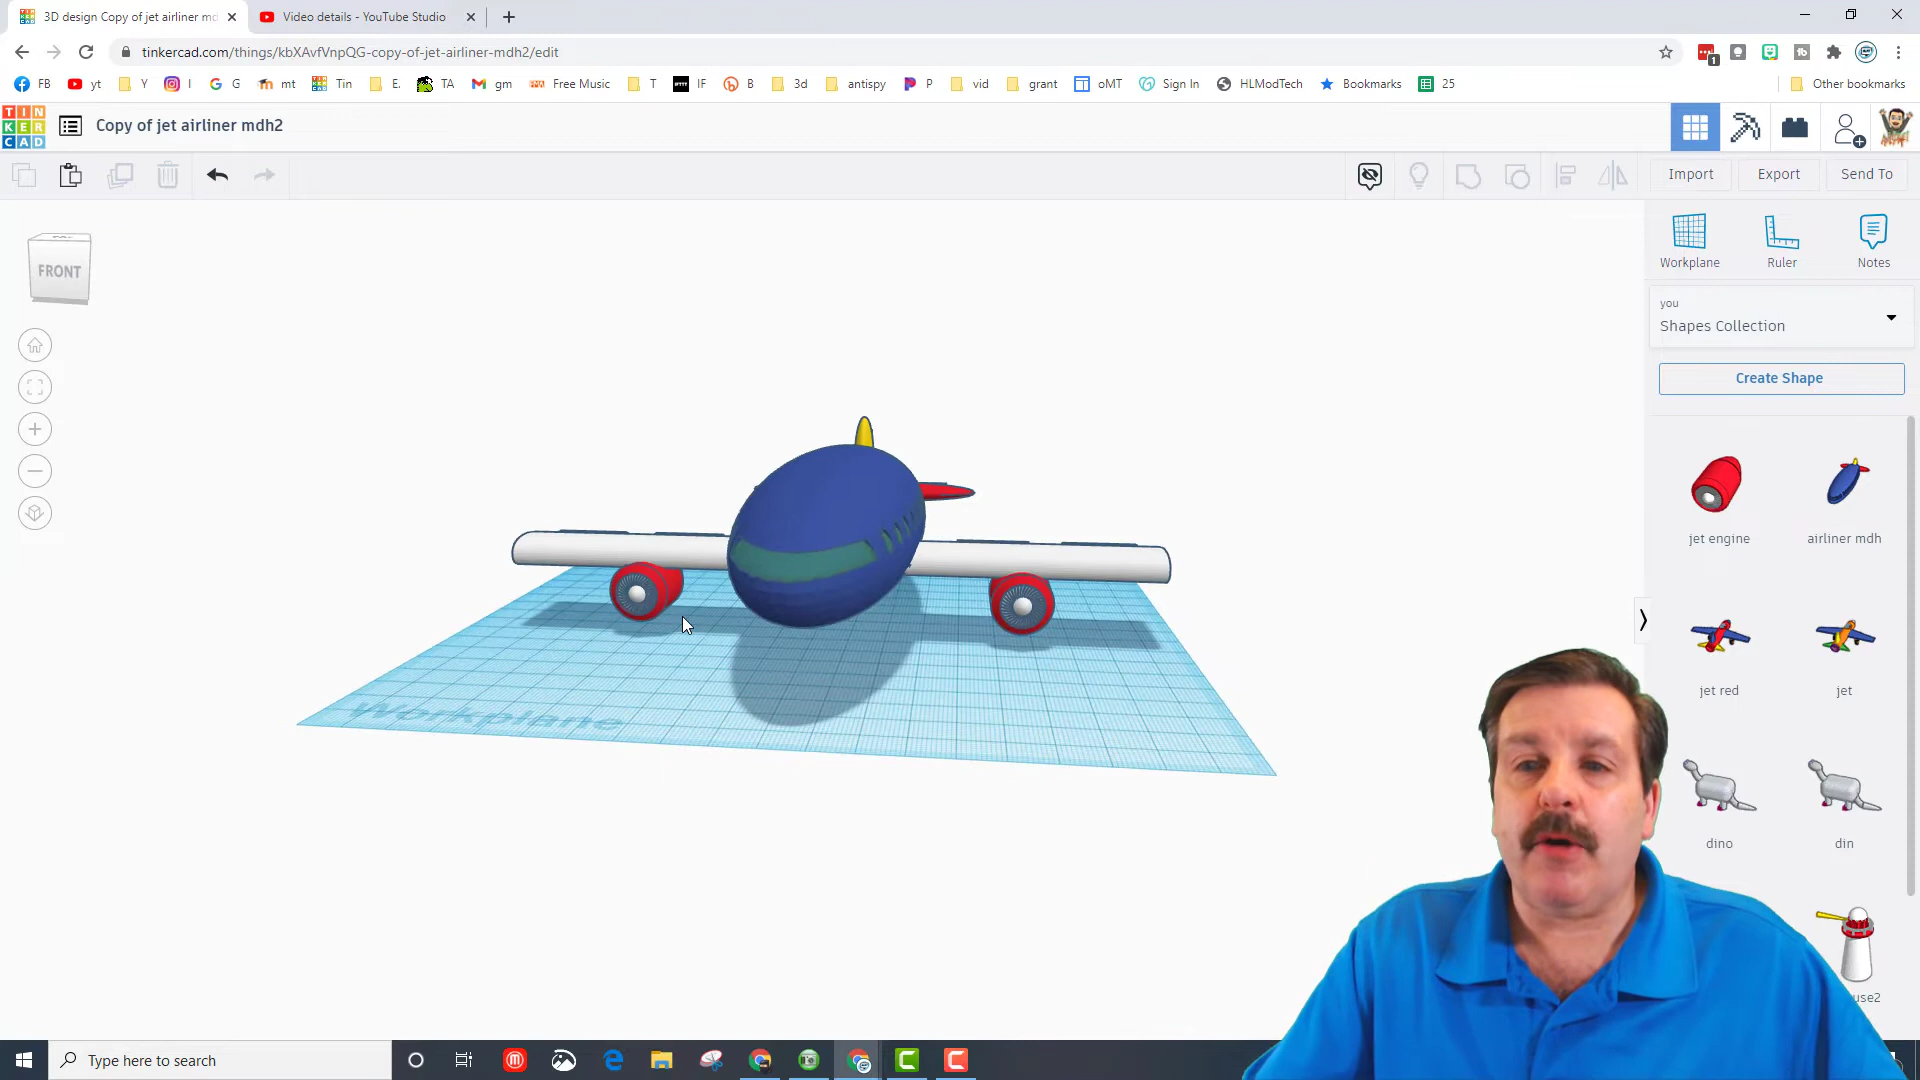 3D design Copy of jet airliner md
Video details - YouTube Studio
tinkercad.com/things/kbXAvfVnpQG-copy-of-jet-airliner-mdh2/edit
1
FB
yt
Y
I
G
mt
Tin
E.
TA
gm
Free Music
T
IF
B
3d
antispy
P
vid
grant
oMT
Sign In
HLModTech
Bookmarks
25
Other bookmarks
TIN
KER
CAD
Copy of jet airliner mdh2
Import
Export
Send To
FRONT
Workplane
Ruler
Notes
you
Shapes Collection
Create Shape
jet engine
airliner mdh
jet red
jet
dino
din
use2
Workplane
Type here to search